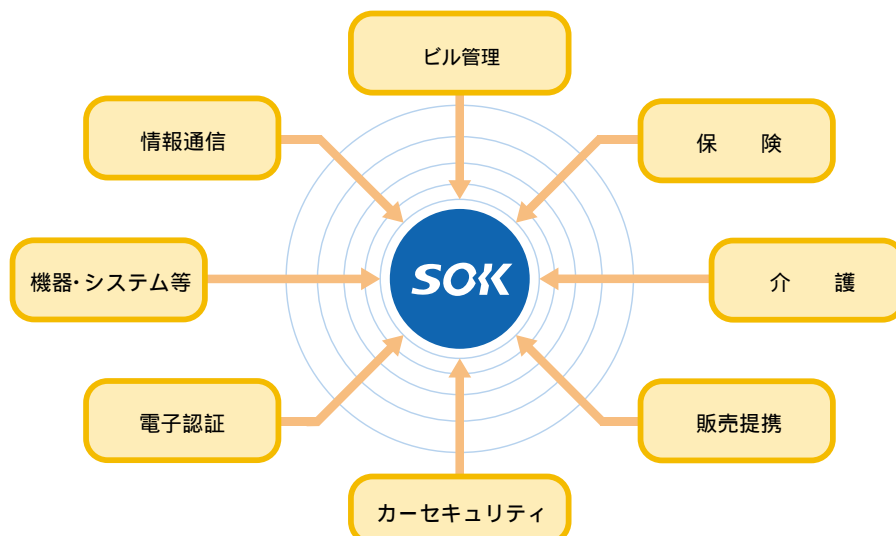 ビル管理
情報通信
保　　険
SOK
機器・システム等
介　　護
電子認証
販売提携
カーセキュリティ